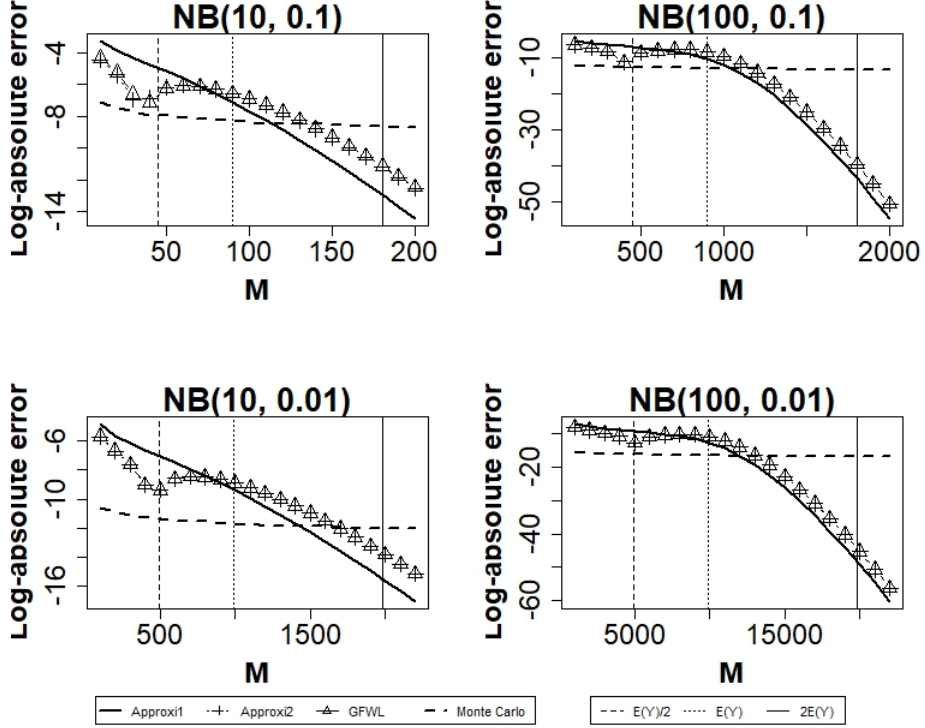 NB(10, 0.1)
Log-absolute error
-4
-8
-14
50
100
150
200
M
NB(100, 0.1)
Log-absolute error
-10
-30
-50
500
1000
2000
M
NB(10, 0.01)
Log-absolute error
-6
-10
-16
500
1500
M
NB(100, 0.01)
Log-absolute error
-20
-40
-60
5000
15000
M
Approxi1 Approxi2 GFWL Monte Carlo
E(Y)/2 E(Y) 2E(Y)